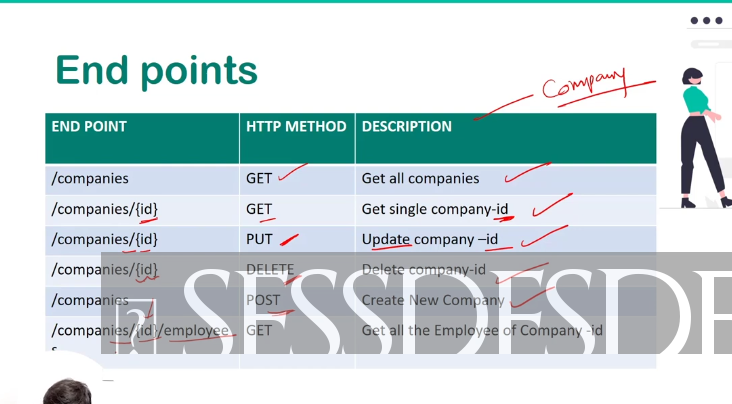 End points
Company
END POINT HTTP METHOD DESCRIPTION
/companies GET Get all companies
/companies/{id} GET Get single company-id
/companies/{id} PUT Update company –id
/companies/{id} DELETE Delete company-id
/companies POST Create New Company
/companies/{id}/employee GET Get all the Employee of Company -id
s